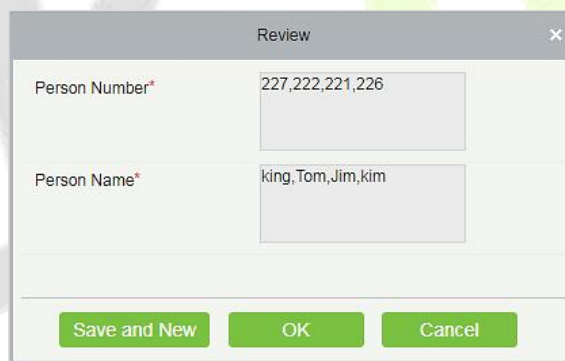 Review
Person Number*
227,222,221,226
Person Name*
king,Tom,Jim,kim
Save and New
OK
Cancel